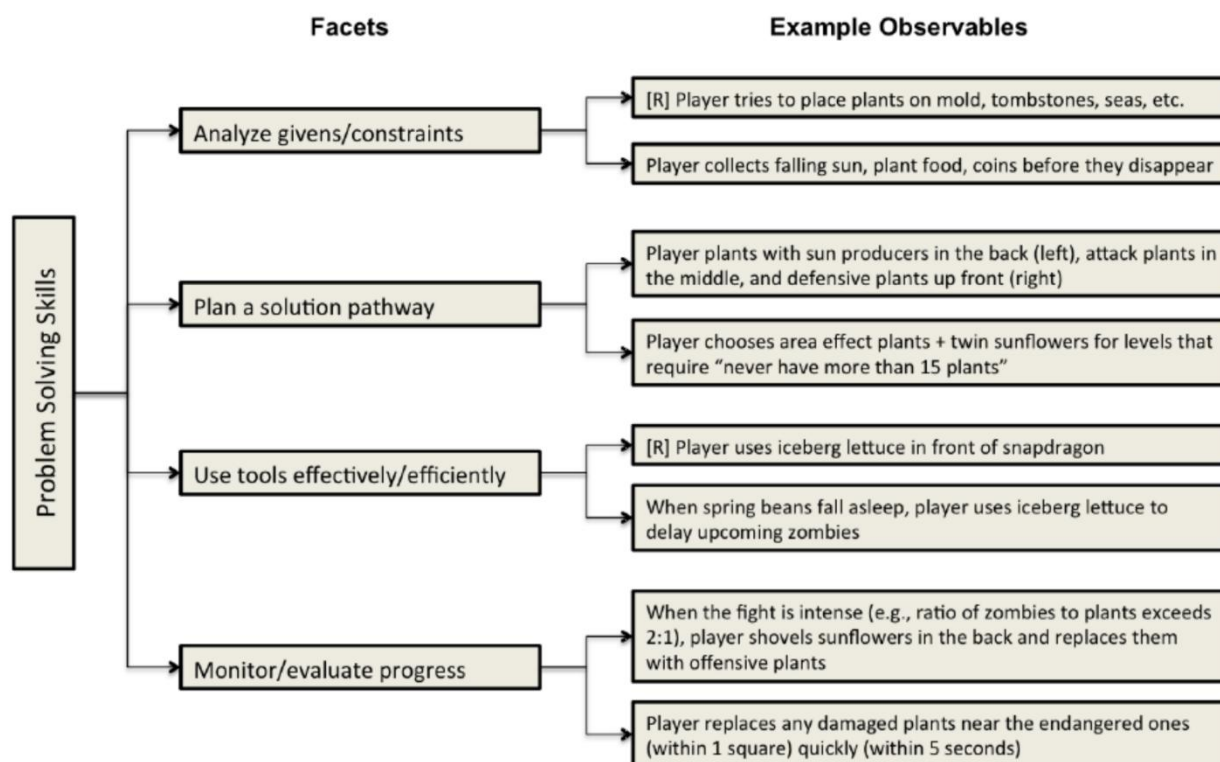 Facets
Example Observables
Problem Solving Skills
Analyze givens/constraints
[R] Player tries to place plants on mold, tombstones, seas, etc.
Player collects falling sun, plant food, coins before they disappear
Plan a solution pathway
Player plants with sun producers in the back (left), attack plants in
the middle, and defensive plants up front (right)
Player chooses area effect plants + twin sunflowers for levels that
require “never have more than 15 plants”
Use tools effectively/efficiently
[R] Player uses iceberg lettuce in front of snapdragon
When spring beans fall asleep, player uses iceberg lettuce to
delay upcoming zombies
Monitor/evaluate progress
When the fight is intense (e.g., ratio of zombies to plants exceeds
2:1), player shovels sunflowers in the back and replaces them
with offensive plants
Player replaces any damaged plants near the endangered ones
(within 1 square) quickly (within 5 seconds)